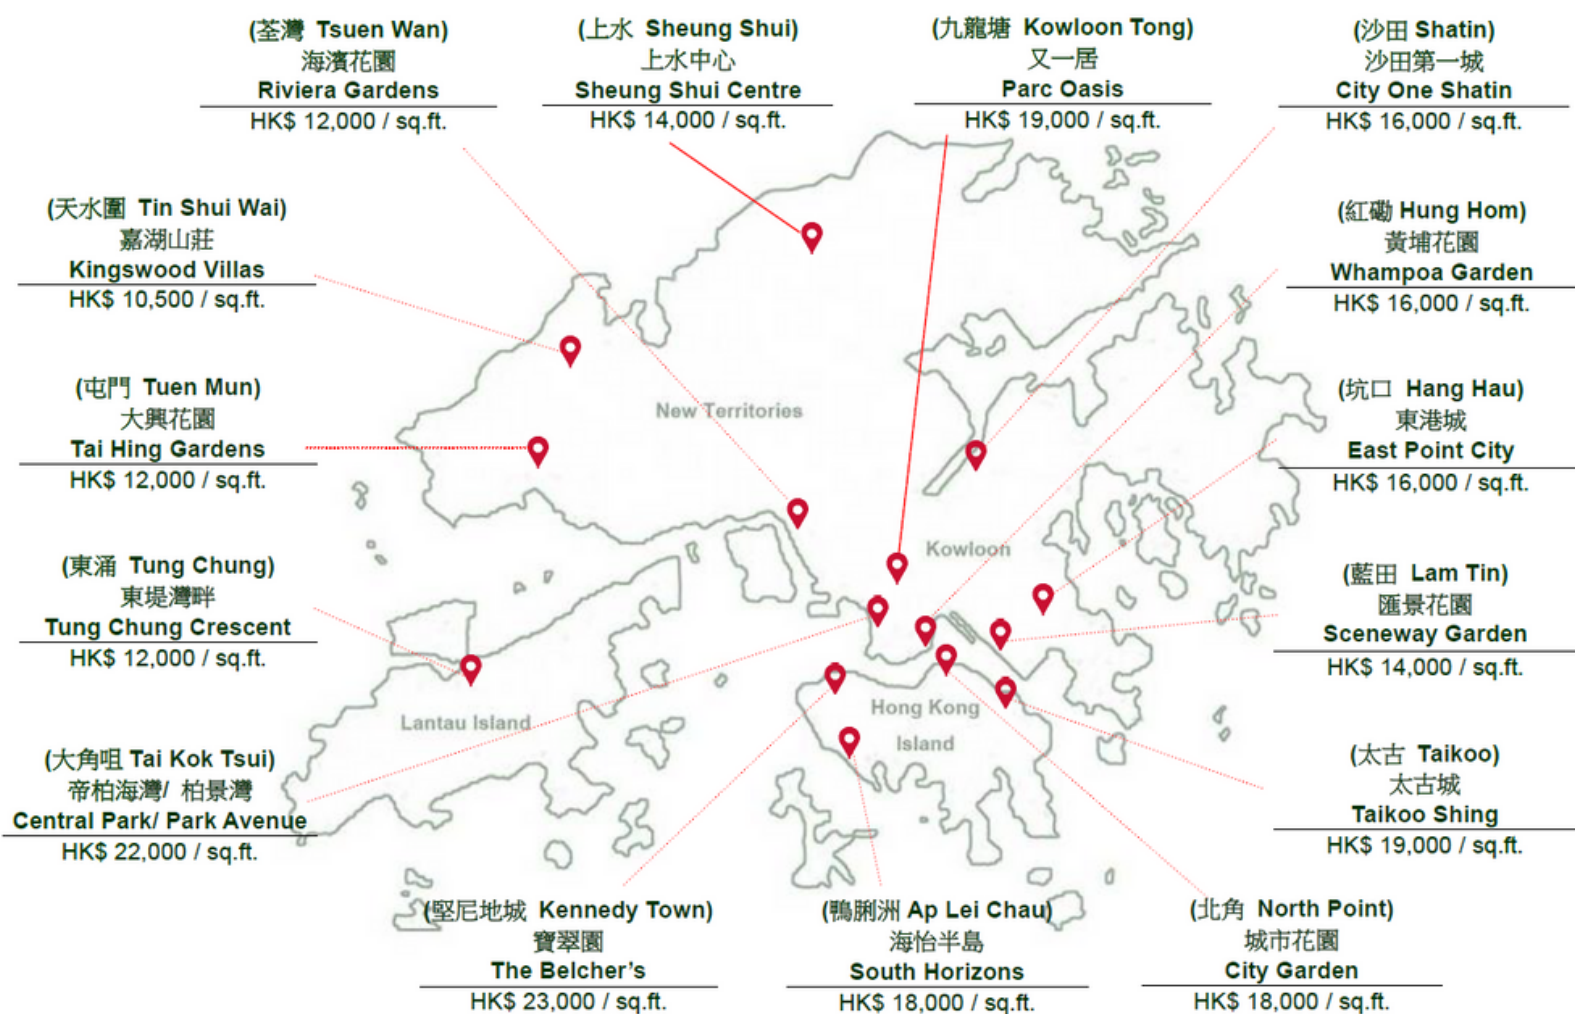 (荃灣 Tsuen Wan)
海濱花園
Riviera Gardens
HK$ 12,000 / sq.ft.
(上水 Sheung Shui)
上水中心
Sheung Shui Centre
HK$ 14,000 / sq.ft.
(九龍塘 Kowloon Tong)
又一居
Parc Oasis
HK$ 19,000 / sq.ft.
(沙田 Shatin)
沙田第一城
City One Shatin
HK$ 16,000 / sq.ft.
(天水圍 Tin Shui Wai)
嘉湖山莊
Kingswood Villas
HK$ 10,500 / sq.ft.
(紅磡 Hung Hom)
黃埔花園
Whampoa Garden
HK$ 16,000 / sq.ft.
(屯門 Tuen Mun)
大興花園
Tai Hing Gardens
HK$ 12,000 / sq.ft.
New Territories
(坑口 Hang Hau)
東港城
East Point City
HK$ 16,000 / sq.ft.
Kowloon
(東涌 Tung Chung)
東堤灣畔
Tung Chung Crescent
HK$ 12,000 / sq.ft.
(藍田 Lam Tin)
匯景花園
Sceneway Garden
HK$ 14,000 / sq.ft.
Lantau Island
Hong Kong
Island
(大角咀 Tai Kok Tsui)
帝柏海灣/ 柏景灣
Central Park/ Park Avenue
HK$ 22,000 / sq.ft.
(太古 Taikoo)
太古城
Taikoo Shing
HK$ 19,000 / sq.ft.
(堅尼地城 Kennedy Town)
寶翠園
The Belcher's
HK$ 23,000 / sq.ft.
(鴨脷洲 Ap Lei Chau)
海怡半島
South Horizons
HK$ 18,000 / sq.ft.
(北角 North Point)
城市花園
City Garden
HK$ 18,000 / sq.ft.